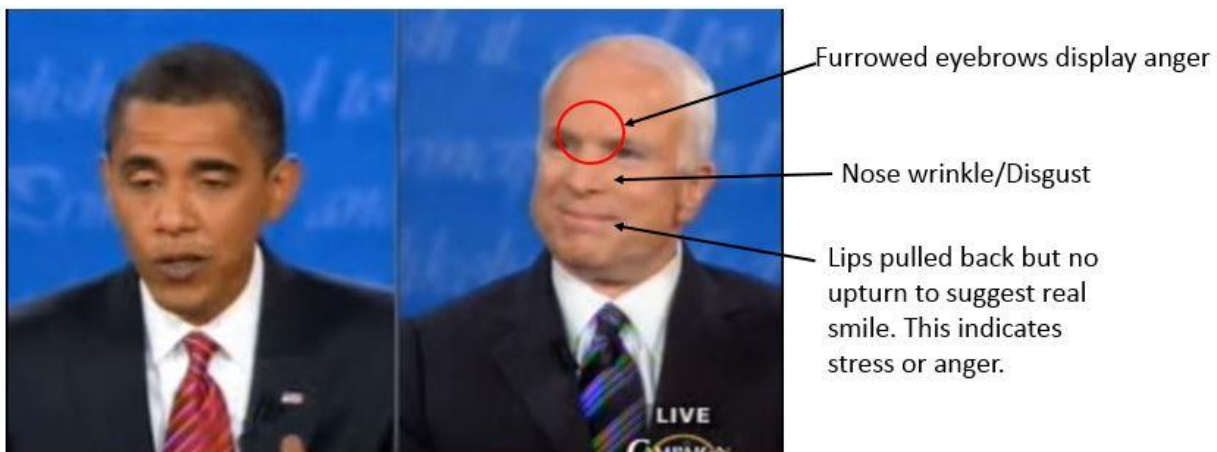 Furrowed eyebrows display anger
Nose wrinkle/Disgust
Lips pulled back but no
upturn to suggest real
smile. This indicates
stress or anger.
LIVE